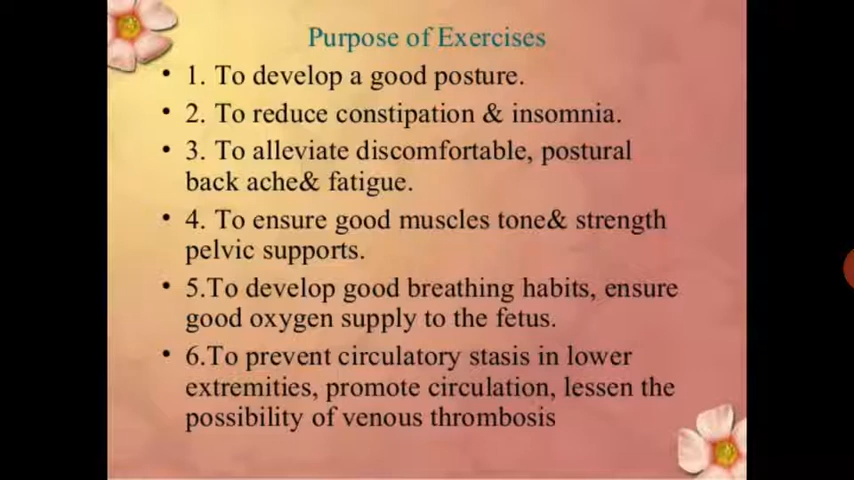 Purpose of Exercises
• 1. To develop a good posture.
• 2. To reduce constipation & insomnia.
• 3. To alleviate discomfortable, postural
back ache& fatigue.
• 4. To ensure good muscles tone& strength
pelvic supports.
• 5.To develop good breathing habits, ensure
good oxygen supply to the fetus.
• 6.To prevent circulatory stasis in lower
extremities, promote circulation, lessen the
possibility of venous thrombosis